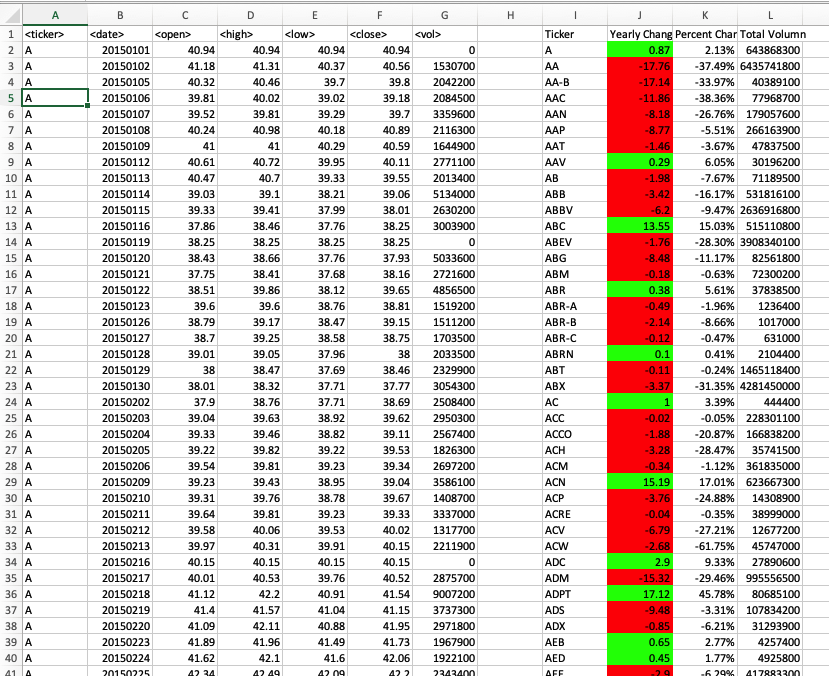 A B C D E F G H I J K L
1 <ticker> <date> <open> <high> <low> <close> <vol> Ticker Yearly Chang Percent Char Total Volumn
2 A 20150101 40.94 40.94 40.94 40.94 0 A 0.87 2.13% 643868300
3 A 20150102 41.18 41.31 40.37 40.56 1530700 AA -17.76 -37.49% 6435741800
4 A 20150105 40.32 40.46 39.7 39.8 2042200 AA-B -17.14 -33.97% 40389100
5 A 20150106 39.81 40.02 39.02 39.18 2084500 AAC -11.86 -38.36% 77968700
6 A 20150107 39.52 39.81 39.29 39.7 3359600 AAN -8.18 -26.76% 179057600
7 A 20150108 40.24 40.98 40.18 40.89 2116300 AAP -8.77 -5.51% 266163900
8 A 20150109 41 41 40.29 40.59 1644900 AAT -1.46 -3.67% 47837500
9 A 20150112 40.61 40.72 39.95 40.11 2771100 AAV 0.29 6.05% 30196200
10 A 20150113 40.47 40.7 39.33 39.55 2013400 AB -1.98 -7.67% 71189500
11 A 20150114 39.03 39.1 38.21 39.06 5134000 ABB -3.42 -16.17% 531816100
12 A 20150115 39.33 39.41 37.99 38.01 2630200 ABBV -6.2 -9.47% 2636916800
13 A 20150116 37.86 38.46 37.76 38.25 3003900 ABC 13.55 15.03% 515110800
14 A 20150119 38.25 38.25 38.25 38.25 0 ABEV -1.76 -28.30% 3908340100
15 A 20150120 38.43 38.66 37.76 37.93 5033600 ABG -8.48 -11.17% 82561800
16 A 20150121 37.75 38.41 37.68 38.16 2721600 ABM -0.18 -0.63% 72300200
17 A 20150122 38.51 39.86 38.12 39.65 4856500 ABR 0.38 5.61% 37838500
18 A 20150123 39.6 39.6 38.76 38.81 1519200 ABR-A -0.49 -1.96% 1236400
19 A 20150126 38.79 39.17 38.47 39.15 1511200 ABR-B -2.14 -8.66% 1017000
20 A 20150127 38.7 39.25 38.58 38.75 1703500 ABR-C -0.12 -0.47% 631000
21 A 20150128 39.01 39.05 37.96 38 2033500 ABRN 0.1 0.41% 2104400
22 A 20150129 38 38.47 37.69 38.46 2329900 ABT -0.11 -0.24% 1465118400
23 A 20150130 38.01 38.32 37.71 37.77 3054300 ABX -3.37 -31.35% 4281450000
24 A 20150202 37.9 38.76 37.71 38.69 2508400 AC 1 3.39% 444400
25 A 20150203 39.04 39.63 38.92 39.62 2950300 ACC -0.02 -0.05% 228301100
26 A 20150204 39.33 39.46 38.82 39.11 2567400 ACCO -1.88 -20.87% 166838200
27 A 20150205 39.22 39.82 39.22 39.53 1826300 ACH -3.28 -28.47% 35741500
28 A 20150206 39.54 39.81 39.23 39.34 2697200 ACM -0.34 -1.12% 361835000
29 A 20150209 39.23 39.43 38.95 39.04 3586100 ACN 15.19 17.01% 623667300
30 A 20150210 39.31 39.76 38.78 39.67 1408700 ACP -3.76 -24.88% 14308900
31 A 20150211 39.64 39.81 39.23 39.33 3337000 ACRE -0.04 -0.35% 38999000
32 A 20150212 39.58 40.06 39.53 40.02 1317700 ACV -6.79 -27.21% 12677200
33 A 20150213 39.97 40.31 39.91 40.15 2211900 ACW -2.68 -61.75% 45747000
34 A 20150216 40.15 40.15 40.15 40.15 0 ADC 2.9 9.33% 27890600
35 A 20150217 40.01 40.53 39.76 40.52 2875700 ADM -15.32 -29.46% 995556500
36 A 20150218 41.12 42.2 40.91 41.54 9007200 ADPT 17.12 45.78% 80685100
37 A 20150219 41.4 41.57 41.04 41.15 3737300 ADS -9.48 -3.31% 107834200
38 A 20150220 41.09 42.11 40.88 41.95 2971800 ADX -0.85 -6.21% 31293900
39 A 20150223 41.89 41.96 41.49 41.73 1967900 AEB 0.65 2.77% 4257400
40 A 20150224 41.62 42.1 41.6 42.06 1922100 AED 0.45 1.77% 4925800
41 A 20150225 42.34 42.49 42.09 42.2 2343400 AEE -2.9 -6.29% 417883300